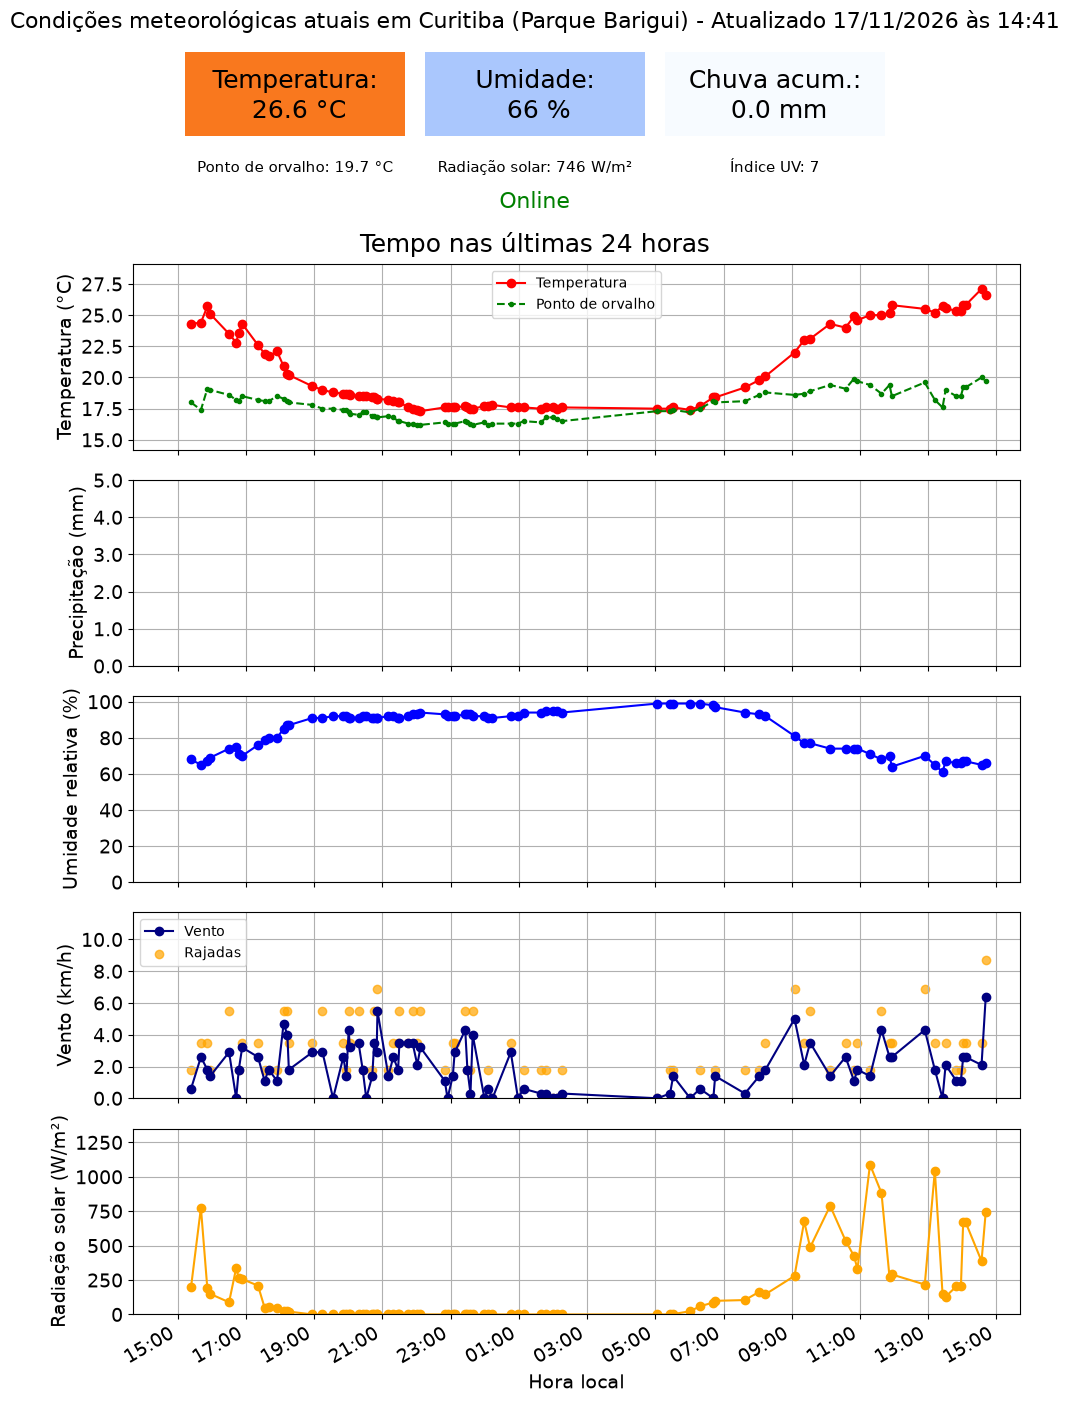 Condições meteorológicas atuais em Curitiba (Parque Barigui) - Atualizado 17/11/2026 às 14:41
Temperatura:
26.6 °C
Umidade:
66 %
Chuva acum.:
0.0 mm
Ponto de orvalho: 19.7 °C
Radiação solar: 746 W/m²
Índice UV: 7
Online
Tempo nas últimas 24 horas
Temperatura (°C)
27.5
25.0
22.5
20.0
17.5
15.0
Temperatura
Ponto de orvalho
Precipitação (mm)
5.0
4.0
3.0
2.0
1.0
0.0
Umidade relativa (%)
100
80
60
40
20
0
Vento (km/h)
10.0
8.0
6.0
4.0
2.0
0.0
Vento
Rajadas
Radiação solar (W/m²)
1250
1000
750
500
250
0
15:00
17:00
19:00
21:00
23:00
01:00
03:00
05:00
07:00
09:00
11:00
13:00
15:00
Hora local